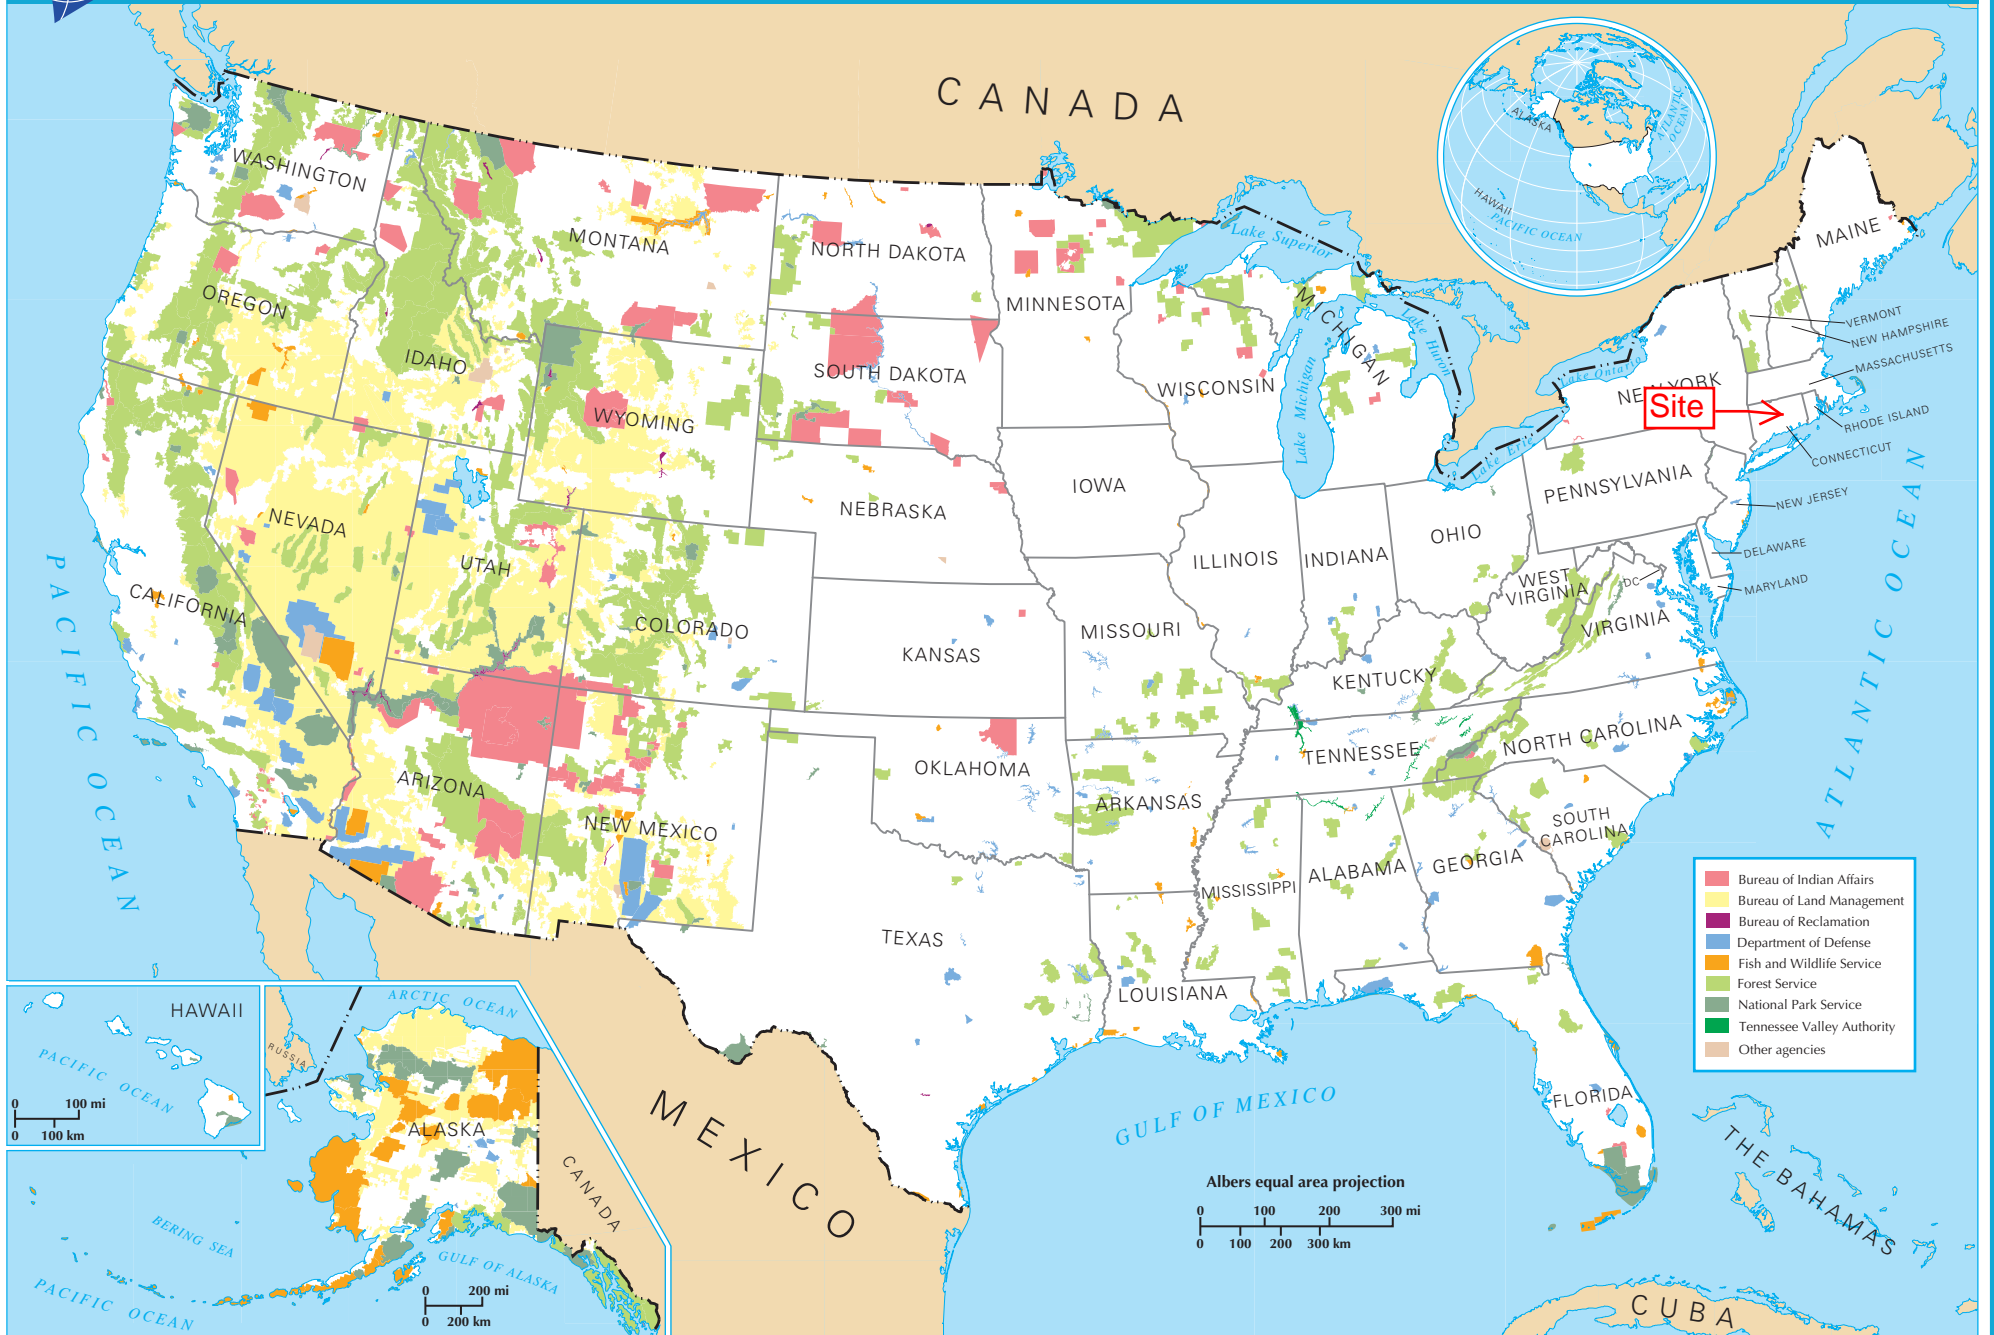 CANADA
ALASKA
ATLANTIC
OCEAN
HAWAII
PACIFIC OCEAN
WASHINGTON
MONTANA
NORTH DAKOTA
MINNESOTA
Lake Superior
MAINE
OREGON
IDAHO
WYOMING
SOUTH DAKOTA
WISCONSIN
MICHIGAN
Lake Michigan
Lake Huron
Lake Ontario
Lake Erie
NEW YORK
Site
VERMONT
NEW HAMPSHIRE
MASSACHUSETTS
RHODE ISLAND
CONNECTICUT
NEW JERSEY
DELAWARE
MARYLAND
DC
PENNSYLVANIA
NEVADA
UTAH
COLORADO
NEBRASKA
IOWA
ILLINOIS
INDIANA
OHIO
WEST
VIRGINIA
VIRGINIA
CALIFORNIA
KANSAS
MISSOURI
KENTUCKY
PACIFIC OCEAN
ATLANTIC OCEAN
ARIZONA
NEW MEXICO
OKLAHOMA
ARKANSAS
TENNESSEE
NORTH CAROLINA
SOUTH
CAROLINA
TEXAS
LOUISIANA
MISSISSIPPI
ALABAMA
GEORGIA
FLORIDA
Bureau of Indian Affairs
Bureau of Land Management
Bureau of Reclamation
Department of Defense
Fish and Wildlife Service
Forest Service
National Park Service
Tennessee Valley Authority
Other agencies
HAWAII
PACIFIC OCEAN
0 100 mi
0 100 km
ARCTIC OCEAN
RUSSIA
ALASKA
CANADA
BERING SEA
GULF OF ALASKA
PACIFIC OCEAN
0 200 mi
0 200 km
MEXICO
GULF OF MEXICO
Albers equal area projection
0 100 200 300 mi
0 100 200 300 km
THE BAHAMAS
CUBA